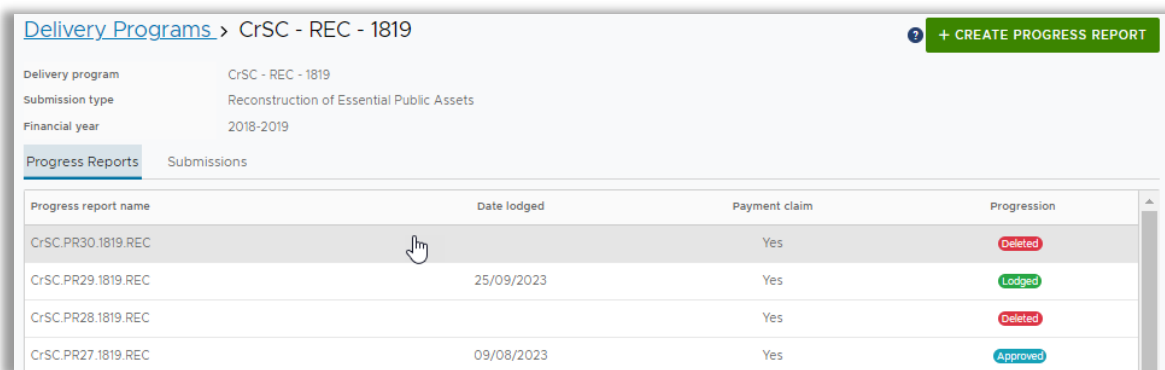 Delivery Programs > CrSC - REC - 1819
? + CREATE PROGRESS REPORT
Delivery program CrSC - REC - 1819
Submission type Reconstruction of Essential Public Assets
Financial year 2018-2019
Progress Reports Submissions
Progress report name Date lodged Payment claim Progression
CrSC.PR30.1819.REC Yes Deleted
CrSC.PR29.1819.REC 25/09/2023 Yes Lodged
CrSC.PR28.1819.REC Yes Deleted
CrSC.PR27.1819.REC 09/08/2023 Yes Approved